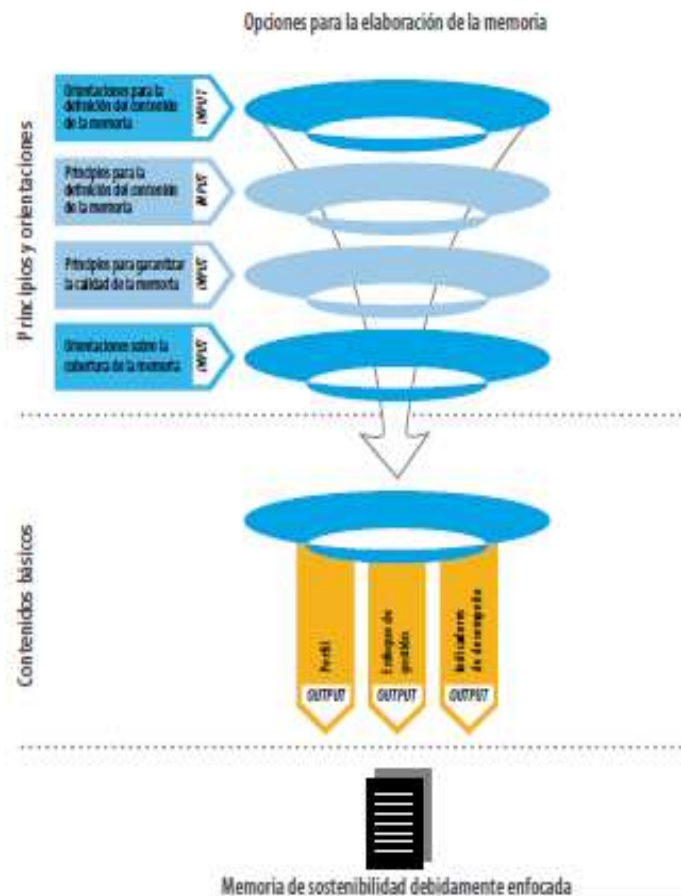 Opciones para la elaboración de la memoria
Principios y orientaciones
Orientaciones para la
definición del contenido
de la memoria
INPUT
Principios para la
definición del contenido
de la memoria
INPUT
Principios para garantizar
la calidad de la memoria
INPUT
Orientaciones sobre la
cobertura de la memoria
INPUT
Contenidos básicos
Perfil
OUTPUT
Enfoque de
gestión
OUTPUT
Indicadores
de desempeño
OUTPUT
Memoria de sostenibilidad debidamente enfocada